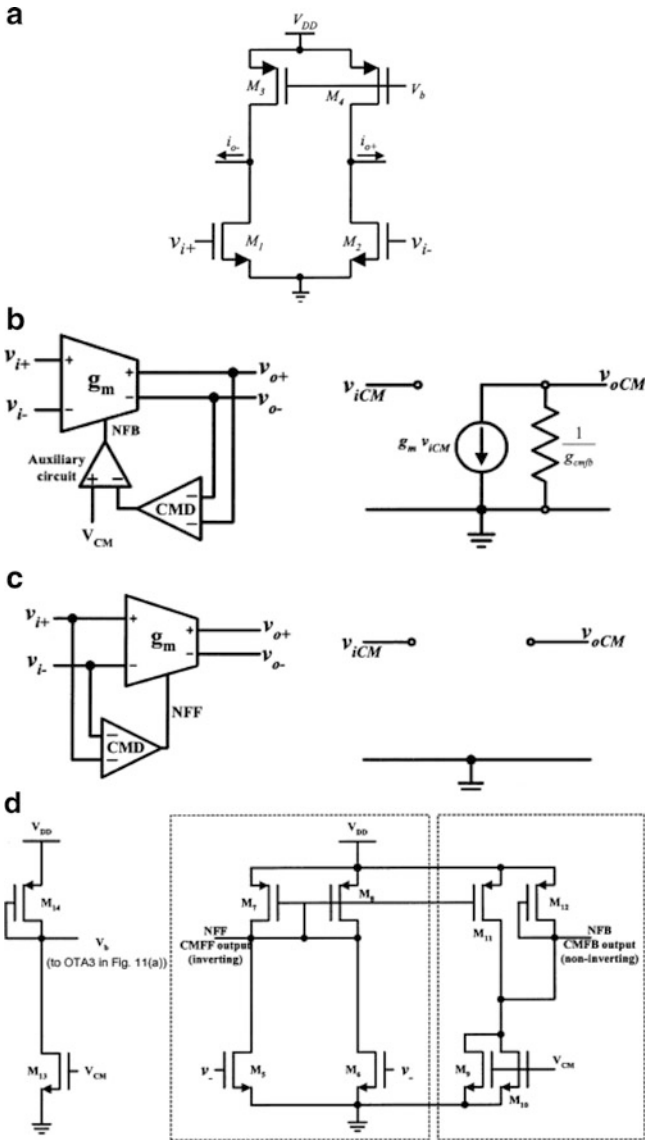 a
V_DD
M_3
M_4
V_b
i_o-
i_o+
v_i+
M_1
M_2
v_i-
b
v_i+
v_i-
+
−
g_m
+
−
v_o+
v_o-
NFB
Auxiliary
circuit
+
−
V_CM
CMD
−
−
v_iCM
v_oCM
g_m v_iCM
1
g_cmfb
c
v_i+
v_i-
+
−
g_m
+
−
v_o+
v_o-
NFF
CMD
−
−
v_iCM
v_oCM
d
V_DD
M_14
V_b
(to OTA3 in Fig. 11(a))
M_13
V_CM
V_DD
M_7
M_8
NFF
CMFF output
(inverting)
v_-
M_5
M_6
v_-
M_11
M_12
NFB
CMFB output
(non-inverting)
M_9
M_10
V_CM